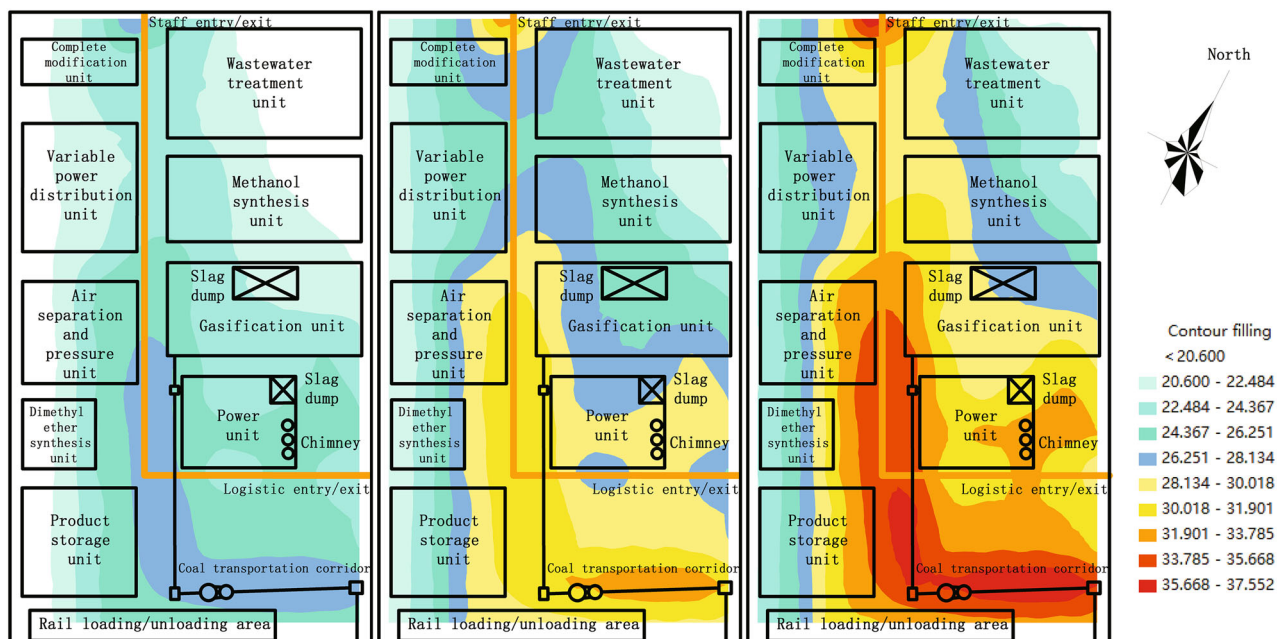 Staff entry/exit
Complete
modification
unit
Wastewater
treatment
unit
Variable
power
distribution
unit
Methanol
synthesis
unit
Slag
dump
Air
separation
and
pressure
unit
Gasification unit
Slag
dump
Power
unit
Dimethyl
ether
synthesis
unit
Chimney
Logistic entry/exit
Product
storage
unit
Coal transportation corridor
Rail loading/unloading area
Staff entry/exit
Complete
modification
unit
Wastewater
treatment
unit
Variable
power
distribution
unit
Methanol
synthesis
unit
Slag
dump
Air
separation
and
pressure
unit
Gasification unit
Slag
dump
Power
unit
Dimethyl
ether
synthesis
unit
Chimney
Logistic entry/exit
Product
storage
unit
Coal transportation corridor
Rail loading/unloading area
Staff entry/exit
Complete
modification
unit
Wastewater
treatment
unit
Variable
power
distribution
unit
Methanol
synthesis
unit
Slag
dump
Air
separation
and
pressure
unit
Gasification unit
Slag
dump
Power
unit
Dimethyl
ether
synthesis
unit
Chimney
Logistic entry/exit
Product
storage
unit
Coal transportation corridor
Rail loading/unloading area
North
Contour filling
< 20.600
20.600 - 22.484
22.484 - 24.367
24.367 - 26.251
26.251 - 28.134
28.134 - 30.018
30.018 - 31.901
31.901 - 33.785
33.785 - 35.668
35.668 - 37.552